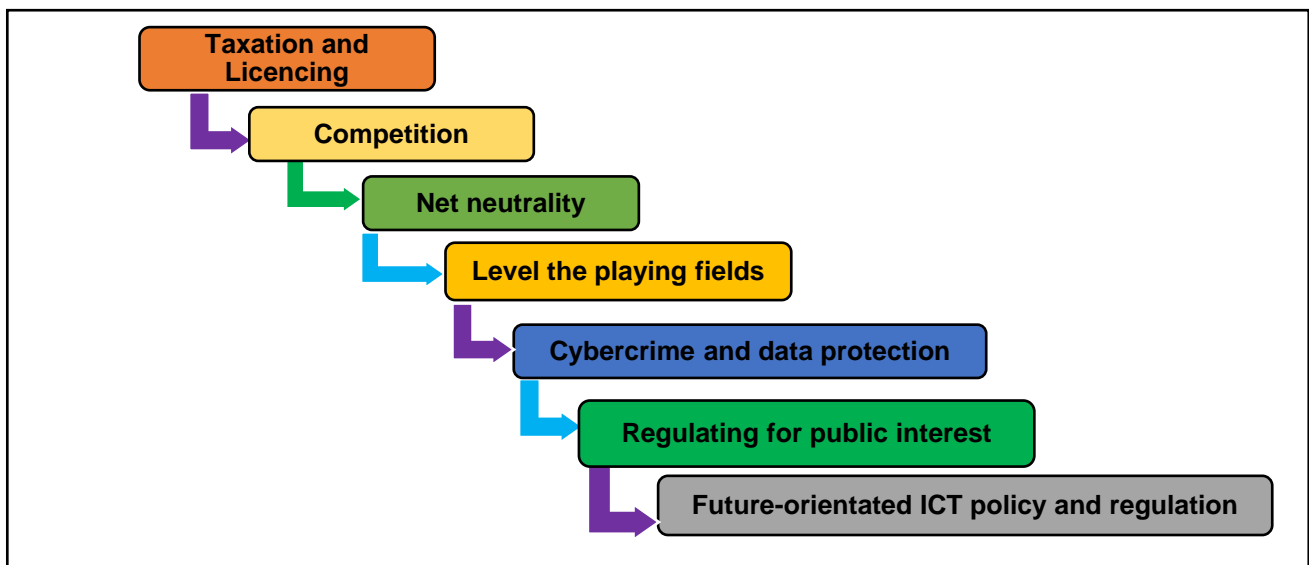 Taxation and
Licencing
Competition
Net neutrality
Level the playing fields
Cybercrime and data protection
Regulating for public interest
Future-orientated ICT policy and regulation